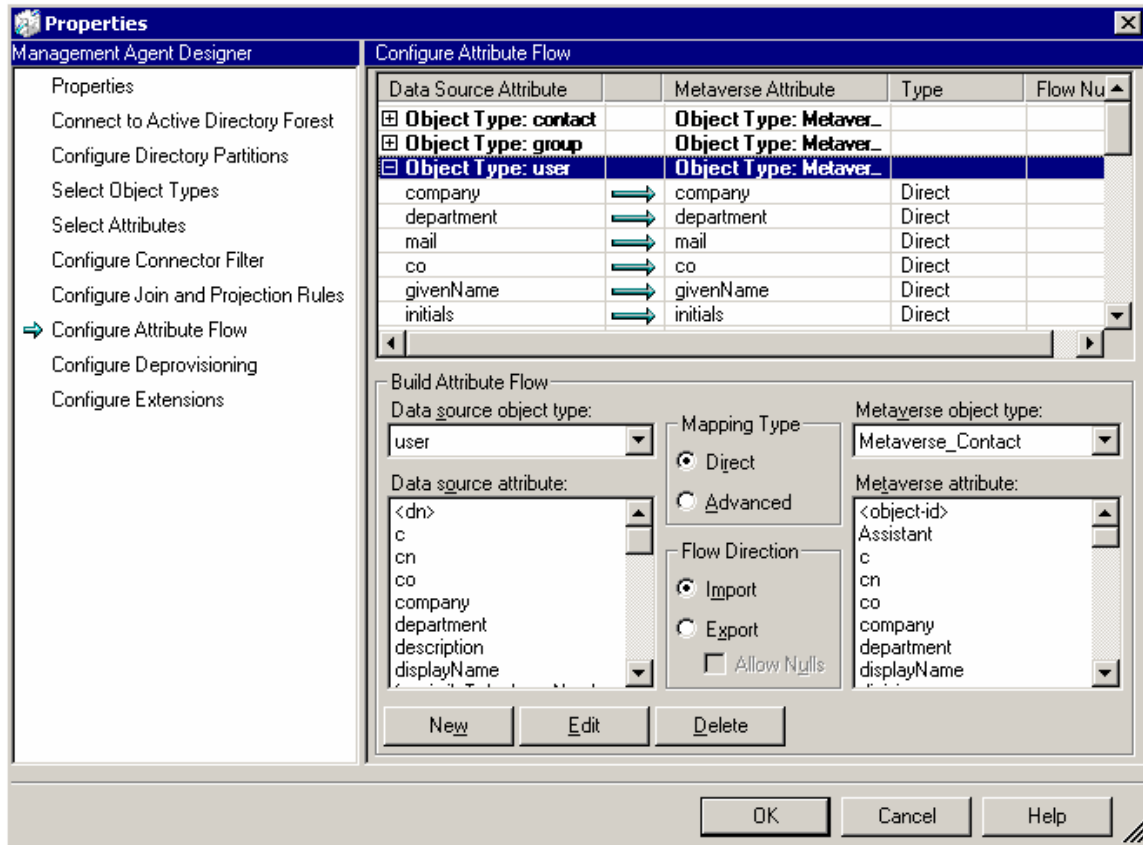 Properties
Management Agent Designer
Properties
Connect to Active Directory Forest
Configure Directory Partitions
Select Object Types
Select Attributes
Configure Connector Filter
Configure Join and Projection Rules
Configure Attribute Flow
Configure Deprovisioning
Configure Extensions
Configure Attribute Flow
Data Source Attribute Metaverse Attribute Type Flow Nu
Object Type: contact Object Type: Metaver...
Object Type: group Object Type: Metaver...
Object Type: user Object Type: Metaver...
company company Direct
department department Direct
mail mail Direct
co co Direct
givenName givenName Direct
initials initials Direct
Build Attribute Flow
Data source object type:
user
Data source attribute:
<dn>
c
cn
co
company
department
description
displayName
Mapping Type
Direct
Advanced
Flow Direction
Import
Export
Allow Nulls
Metaverse object type:
Metaverse_Contact
Metaverse attribute:
<object-id>
Assistant
c
cn
co
company
department
displayName
New Edit Delete
OK Cancel Help